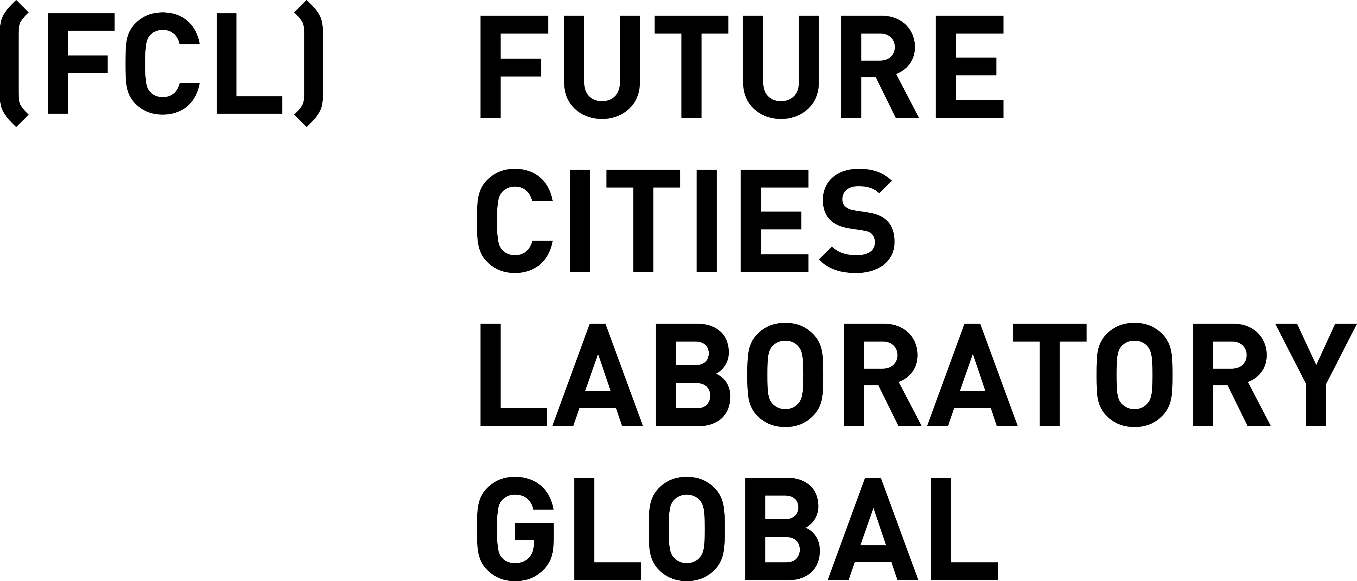 (FCL) FUTURE
CITIES
LABORATORY
GLOBAL